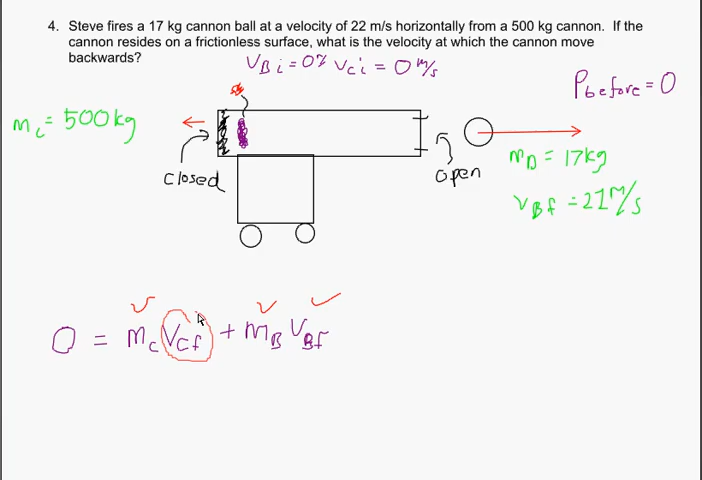 4. Steve fires a 17 kg cannon ball at a velocity of 22 m/s horizontally from a 500 kg cannon. If the
cannon resides on a frictionless surface, what is the velocity at which the cannon move
backwards?
VBi = 0 Vci = 0 m/s
Pbefore = 0
mc = 500 kg
closed
open
mB = 17 kg
VBf = 22 m/s
0 = mc Vcf + mB VBf